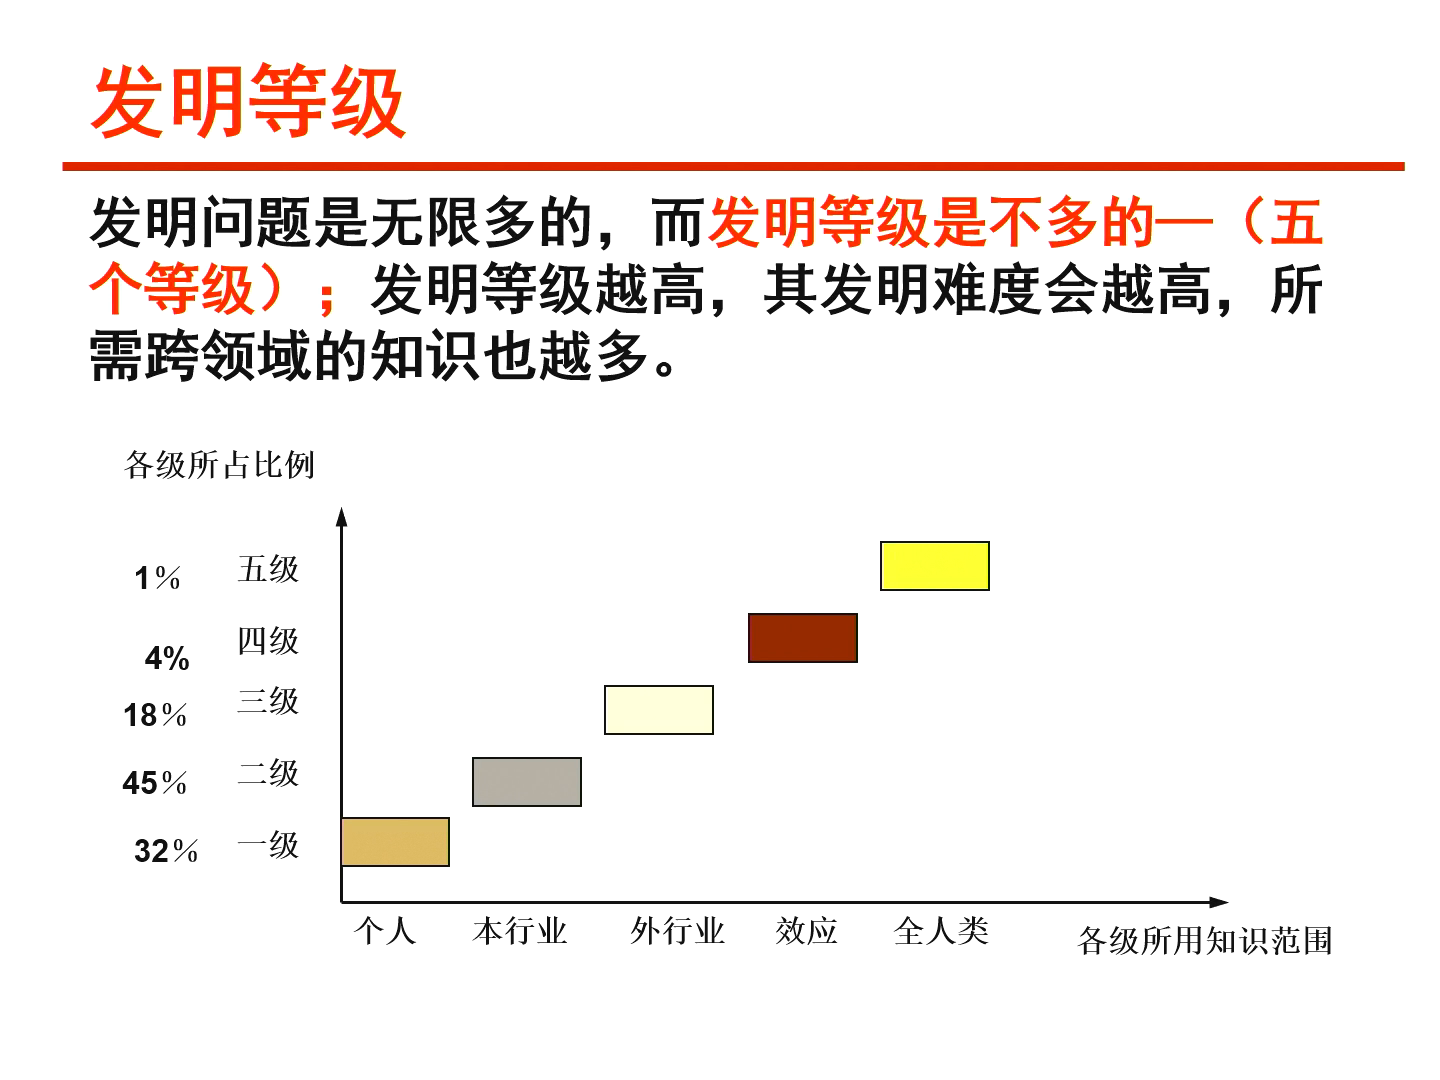 发明等级
发明问题是无限多的，而发明等级是不多的—（五
个等级）；发明等级越高，其发明难度会越高，所
需跨领域的知识也越多。
各级所占比例
1% 五级
4% 四级
18% 三级
45% 二级
32% 一级
个人 本行业 外行业 效应 全人类
各级所用知识范围